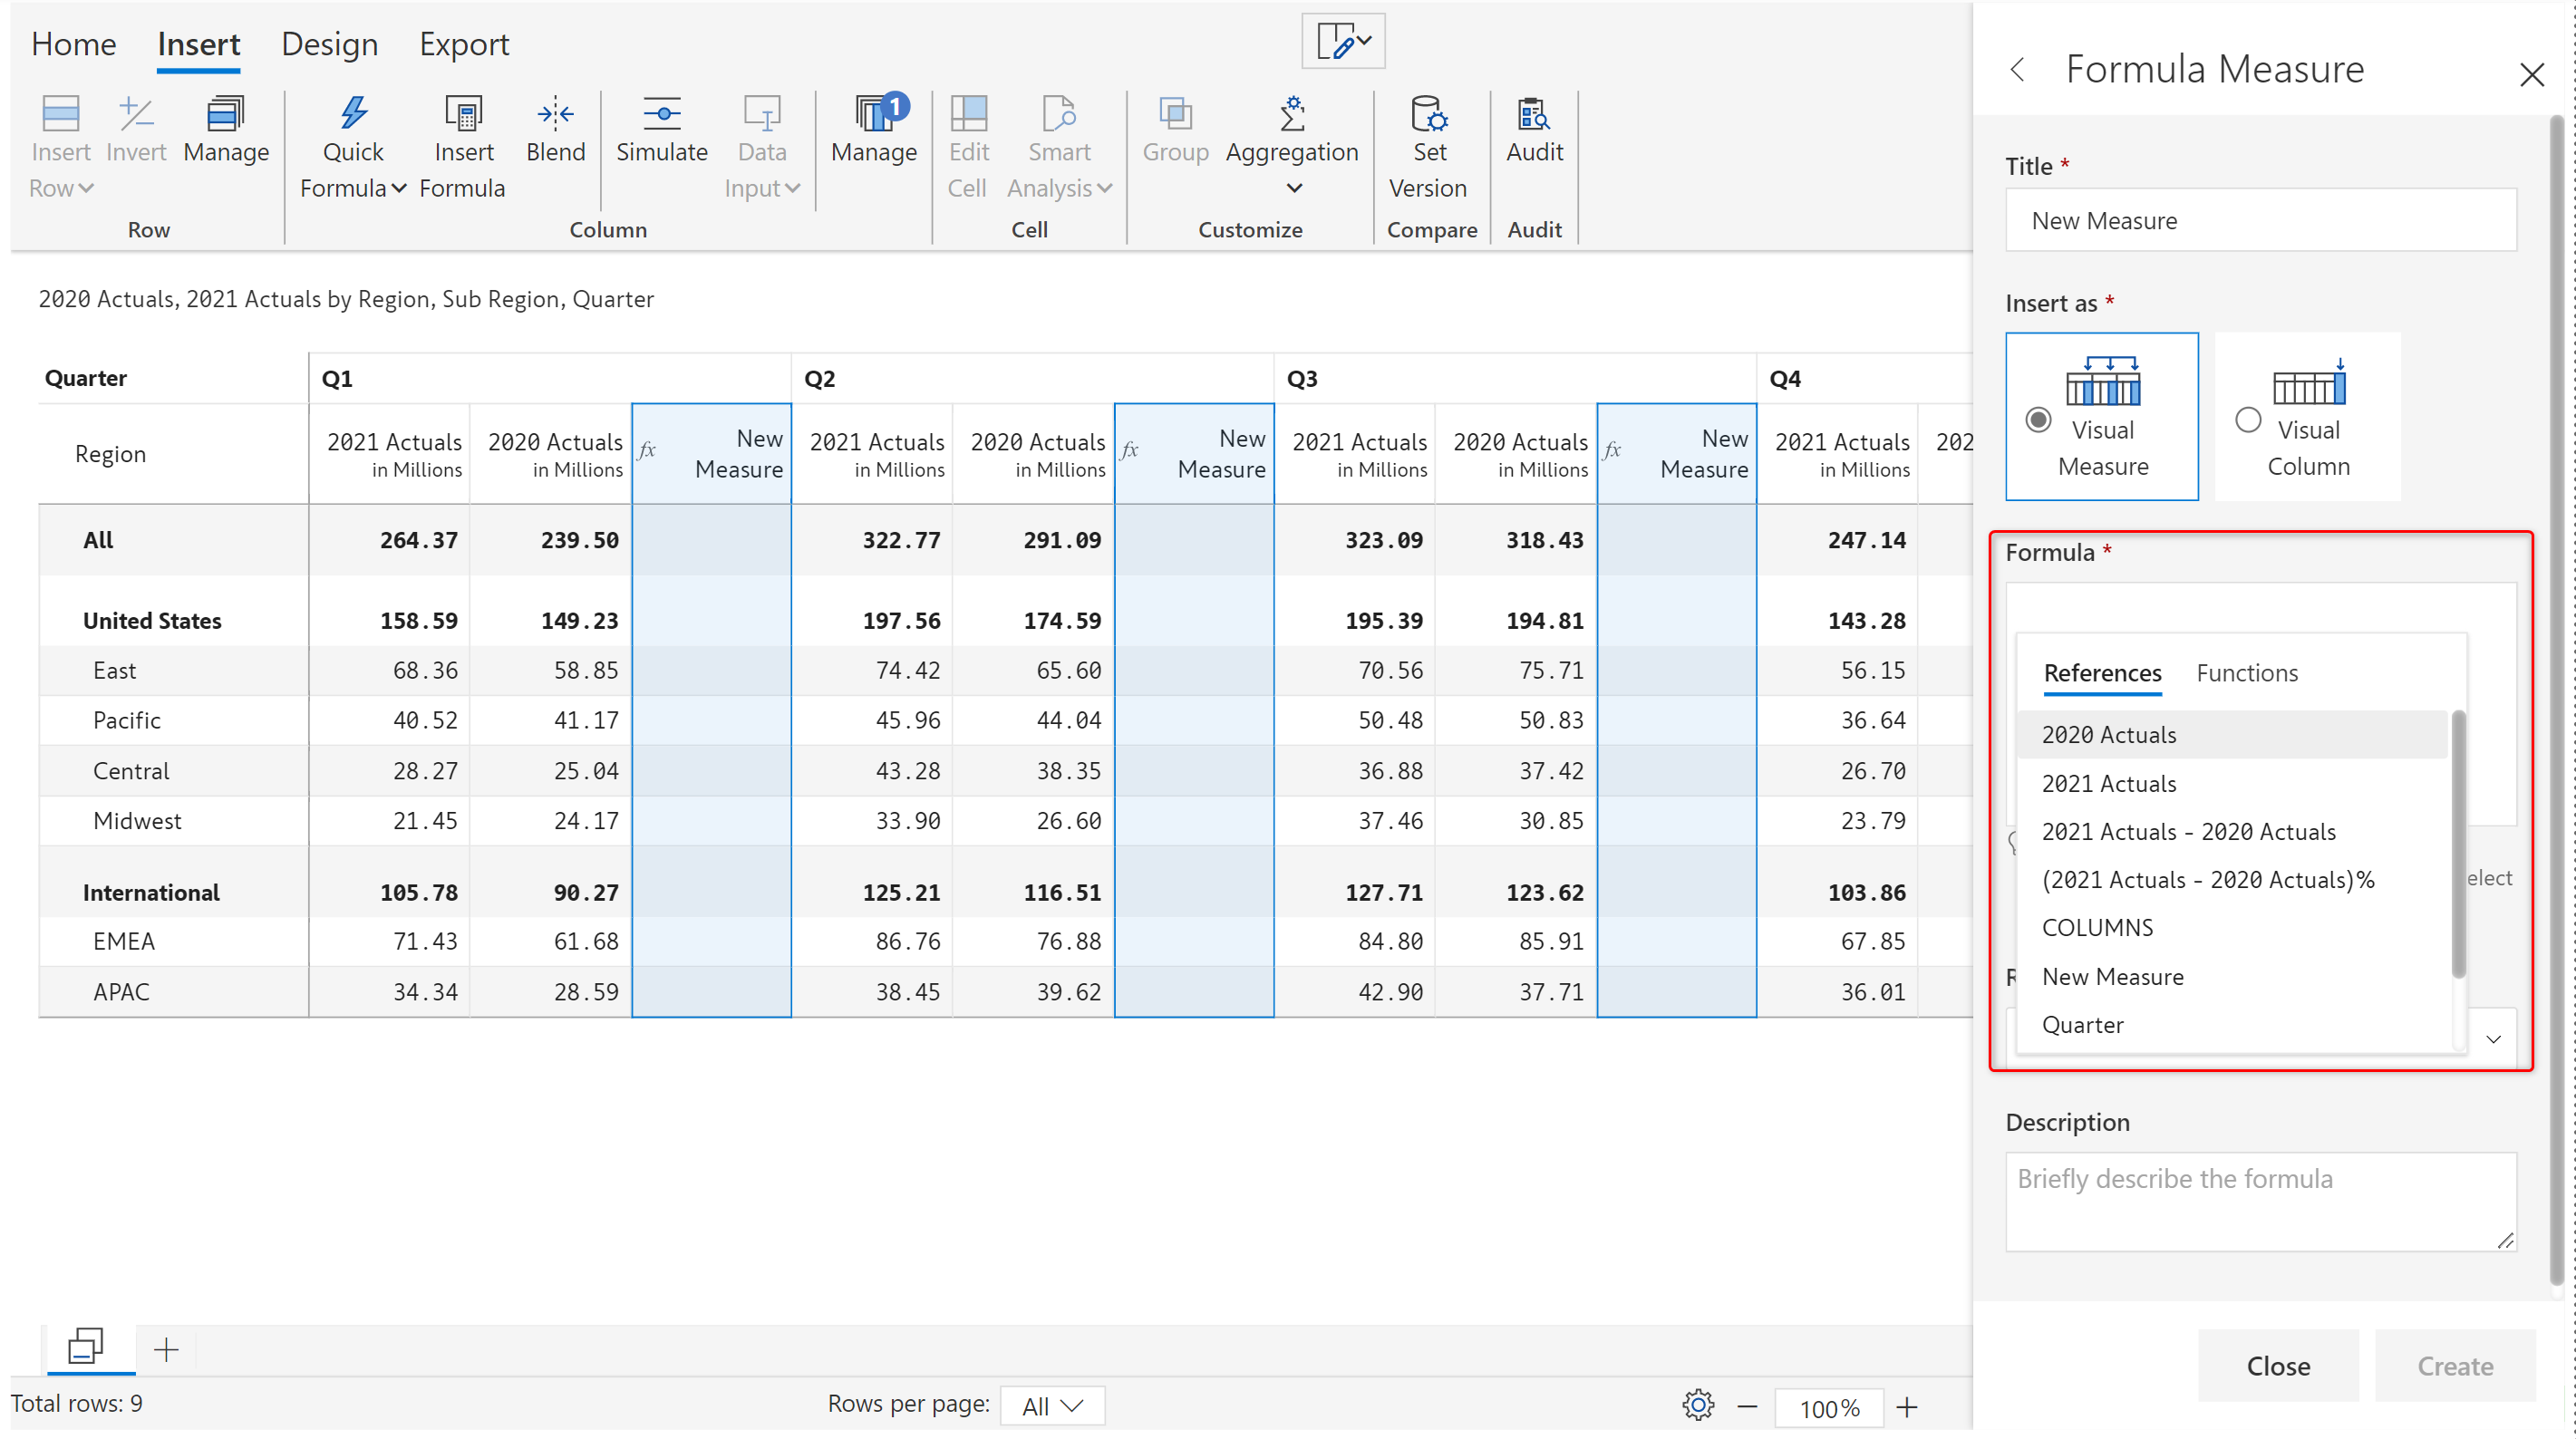 Home Insert Design Export
Insert Row
Invert
Manage
Quick Formula
Insert Formula
Blend
Simulate
Data Input
1
Manage
Edit Cell
Smart Analysis
Group
Aggregation
Set Version
Audit
Row Column Cell Customize Compare Audit
2020 Actuals, 2021 Actuals by Region, Sub Region, Quarter
Quarter Q1 Q2 Q3 Q4
Region 2021 Actuals in Millions 2020 Actuals in Millions fx New Measure 2021 Actuals in Millions 2020 Actuals in Millions fx New Measure 2021 Actuals in Millions 2020 Actuals in Millions fx New Measure 2021 Actuals in Millions 202
All 264.37 239.50 322.77 291.09 323.09 318.43 247.14
United States 158.59 149.23 197.56 174.59 195.39 194.81 143.28
East 68.36 58.85 74.42 65.60 70.56 75.71 56.15
Pacific 40.52 41.17 45.96 44.04 50.48 50.83 36.64
Central 28.27 25.04 43.28 38.35 36.88 37.42 26.70
Midwest 21.45 24.17 33.90 26.60 37.46 30.85 23.79
International 105.78 90.27 125.21 116.51 127.71 123.62 103.86
EMEA 71.43 61.68 86.76 76.88 84.80 85.91 67.85
APAC 34.34 28.59 38.45 39.62 42.90 37.71 36.01
Total rows: 9
Rows per page: All
100%
Formula Measure
Title *
New Measure
Insert as *
Visual Measure
Visual Column
Formula *
References Functions
2020 Actuals
2021 Actuals
2021 Actuals - 2020 Actuals
(2021 Actuals - 2020 Actuals)%
elect
COLUMNS
New Measure
R
Quarter
Description
Briefly describe the formula
Close Create